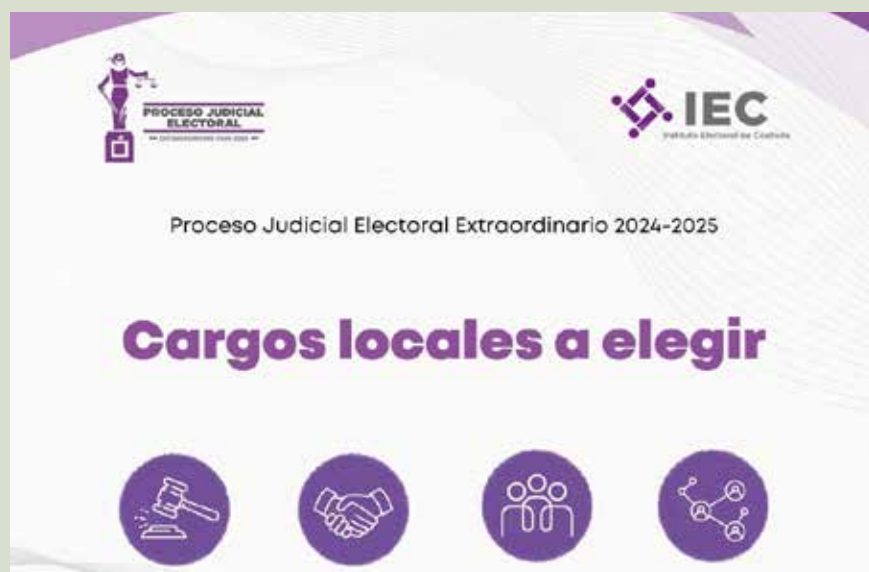 PROCESO JUDICIAL
ELECTORAL
IEC
Instituto Electoral de Coahuila
Proceso Judicial Electoral Extraordinario 2024-2025
Cargos locales a elegir